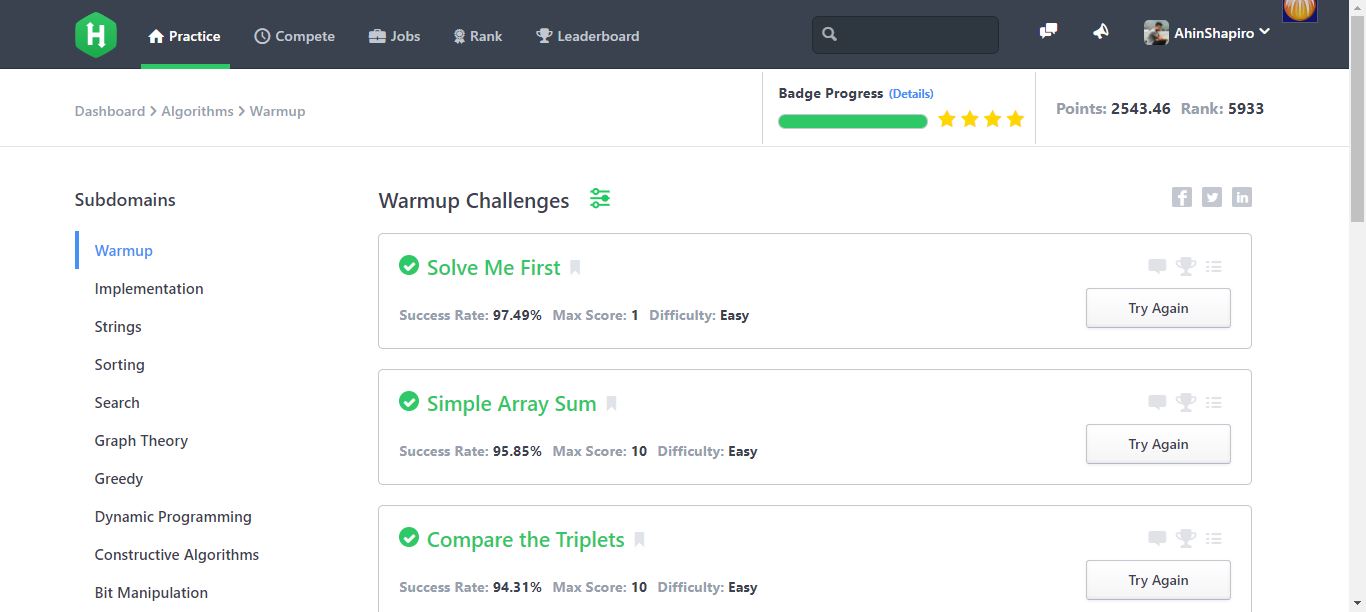 H Practice Compete Jobs Rank Leaderboard AhinShapiro
Dashboard > Algorithms > Warmup
Badge Progress (Details)
Points: 2543.46 Rank: 5933
Subdomains
Warmup
Implementation
Strings
Sorting
Search
Graph Theory
Greedy
Dynamic Programming
Constructive Algorithms
Bit Manipulation
Warmup Challenges
Solve Me First
Success Rate: 97.49% Max Score: 1 Difficulty: Easy
Try Again
Simple Array Sum
Success Rate: 95.85% Max Score: 10 Difficulty: Easy
Try Again
Compare the Triplets
Success Rate: 94.31% Max Score: 10 Difficulty: Easy
Try Again